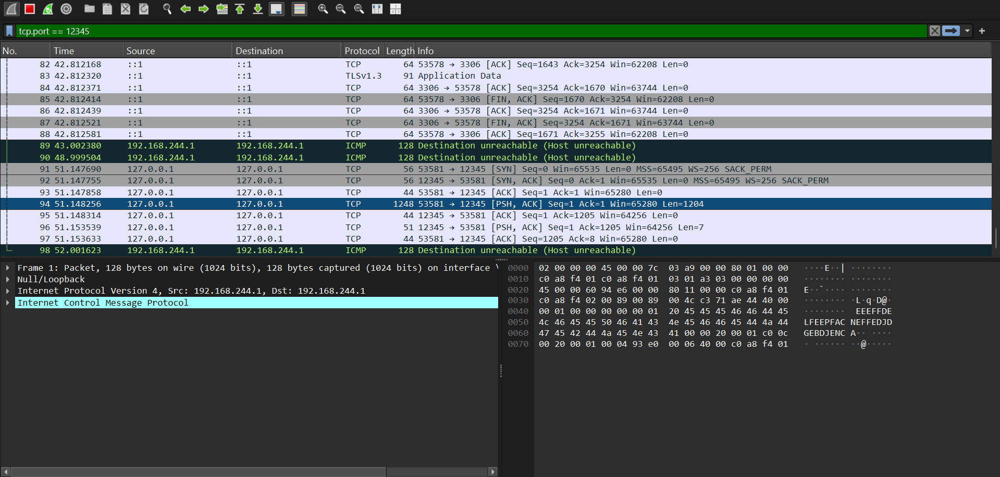 tcp.port == 12345
No. Time Source Destination Protocol Length Info
82 42.812168 ::1 ::1 TCP 64 53578 → 3306 [ACK] Seq=1643 Ack=3254 Win=62208 Len=0
83 42.812320 ::1 ::1 TLSv1.3 91 Application Data
84 42.812371 ::1 ::1 TCP 64 3306 → 53578 [ACK] Seq=3254 Ack=1670 Win=63744 Len=0
85 42.812414 ::1 ::1 TCP 64 53578 → 3306 [FIN, ACK] Seq=1670 Ack=3254 Win=62208 Len=0
86 42.812439 ::1 ::1 TCP 64 3306 → 53578 [ACK] Seq=3254 Ack=1671 Win=63744 Len=0
87 42.812521 ::1 ::1 TCP 64 3306 → 53578 [FIN, ACK] Seq=3254 Ack=1671 Win=63744 Len=0
88 42.812581 ::1 ::1 TCP 64 53578 → 3306 [ACK] Seq=1671 Ack=3255 Win=62208 Len=0
89 43.002380 192.168.244.1 192.168.244.1 ICMP 128 Destination unreachable (Host unreachable)
90 48.999504 192.168.244.1 192.168.244.1 ICMP 128 Destination unreachable (Host unreachable)
91 51.147690 127.0.0.1 127.0.0.1 TCP 56 53581 → 12345 [SYN] Seq=0 Win=65535 Len=0 MSS=65495 WS=256 SACK_PERM
92 51.147755 127.0.0.1 127.0.0.1 TCP 56 12345 → 53581 [SYN, ACK] Seq=0 Ack=1 Win=65535 Len=0 MSS=65495 WS=256 SACK_PERM
93 51.147858 127.0.0.1 127.0.0.1 TCP 44 53581 → 12345 [ACK] Seq=1 Ack=1 Win=65280 Len=0
94 51.148256 127.0.0.1 127.0.0.1 TCP 1248 53581 → 12345 [PSH, ACK] Seq=1 Ack=1 Win=65280 Len=1204
95 51.148314 127.0.0.1 127.0.0.1 TCP 44 12345 → 53581 [ACK] Seq=1 Ack=1205 Win=64256 Len=0
96 51.153539 127.0.0.1 127.0.0.1 TCP 51 12345 → 53581 [PSH, ACK] Seq=1 Ack=1205 Win=64256 Len=7
97 51.153633 127.0.0.1 127.0.0.1 TCP 44 53581 → 12345 [ACK] Seq=1205 Ack=8 Win=65280 Len=0
98 52.001623 192.168.244.1 192.168.244.1 ICMP 128 Destination unreachable (Host unreachable)
Frame 1: Packet, 128 bytes on wire (1024 bits), 128 bytes captured (1024 bits) on interface \
Null/Loopback
Internet Protocol Version 4, Src: 192.168.244.1, Dst: 192.168.244.1
Internet Control Message Protocol
0000 02 00 00 00 45 00 00 7c 03 a9 00 00 80 01 00 00 ····E··| ········
0010 c0 a8 f4 01 c0 a8 f4 01 03 01 a3 03 00 00 00 00 ········ ········
0020 45 00 00 60 94 e6 00 00 80 11 00 00 c0 a8 f4 01 E··`···· ········
0030 c0 a8 f4 02 00 89 00 89 00 4c c3 71 ae 44 40 00 ········ ·L·q·D@·
0040 00 01 00 00 00 00 00 01 20 45 45 45 46 46 44 45 ········ EEEFFDE
0050 4c 46 45 45 50 46 41 43 4e 45 46 46 45 44 4a 44 LFEEPFAC NEFFEDJD
0060 47 45 42 44 4a 45 4e 43 41 00 00 20 00 01 c0 0c GEBDJENC A·· ····
0070 00 20 00 01 00 04 93 e0 00 06 40 00 c0 a8 f4 01 · ······ ··@·····